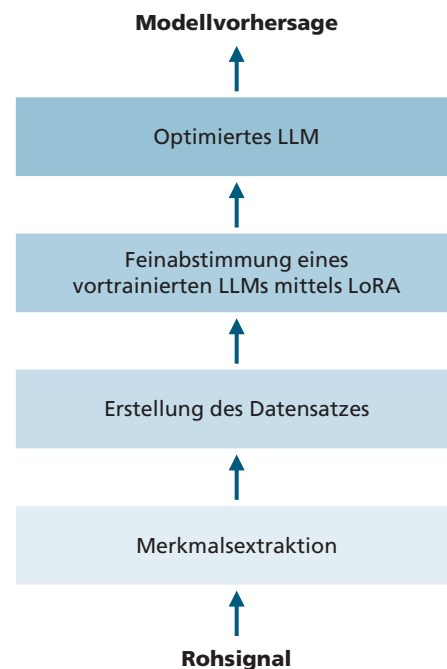 Modellvorhersage
Optimiertes LLM
Feinabstimmung eines
vortrainierten LLMs mittels LoRA
Erstellung des Datensatzes
Merkmalsextraktion
Rohsignal